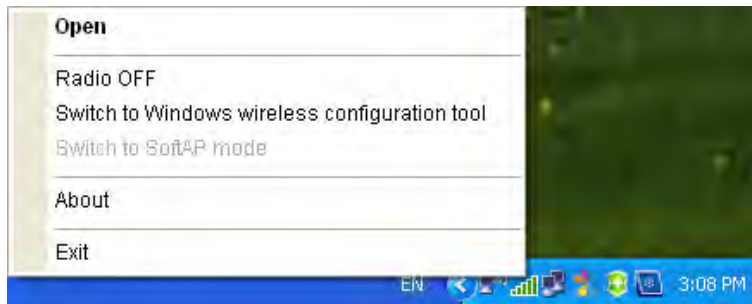 Open
Radio OFF
Switch to Windows wireless configuration tool
Switch to SoftAP mode
About
Exit
EN 3:08 PM